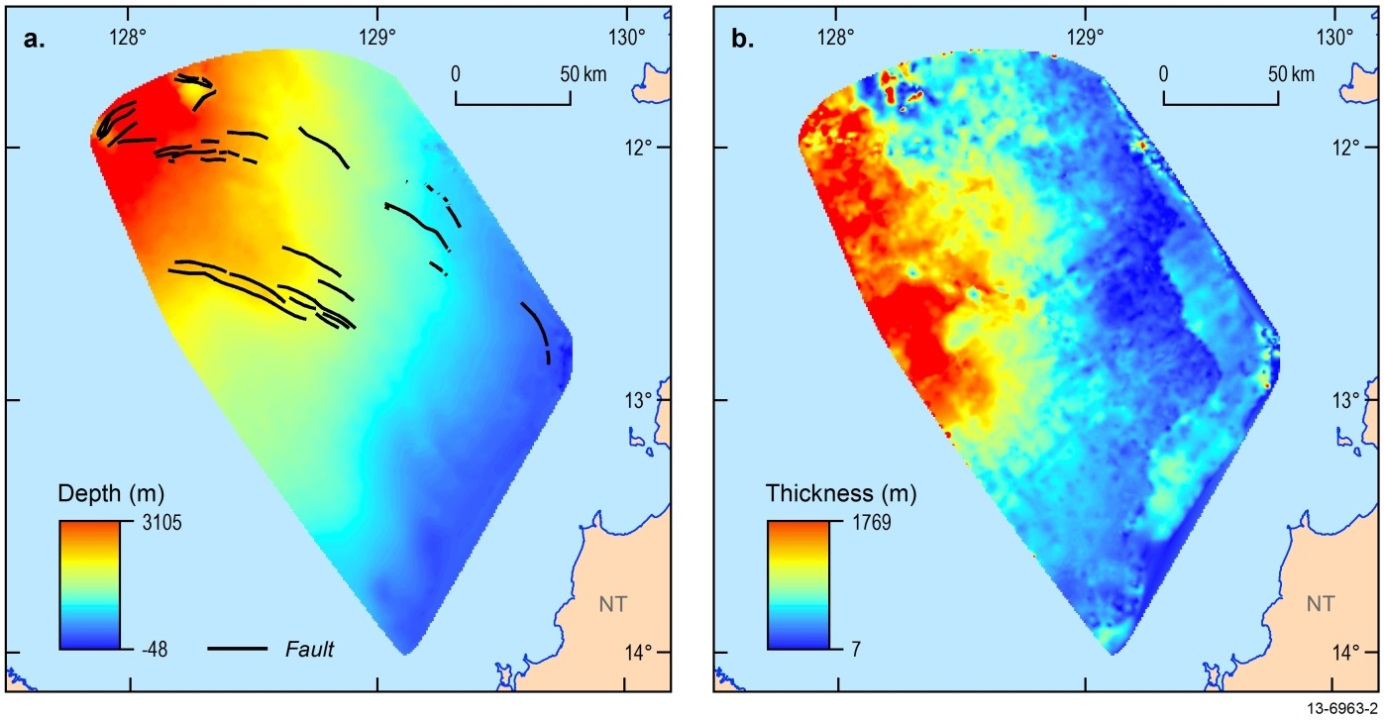 a.
128°
129°
130°
0 50 km
12°
13°
14°
Depth (m)
3105
-48
Fault
NT
b.
128°
129°
130°
0 50 km
12°
13°
14°
Thickness (m)
1769
7
NT
13-6963-2